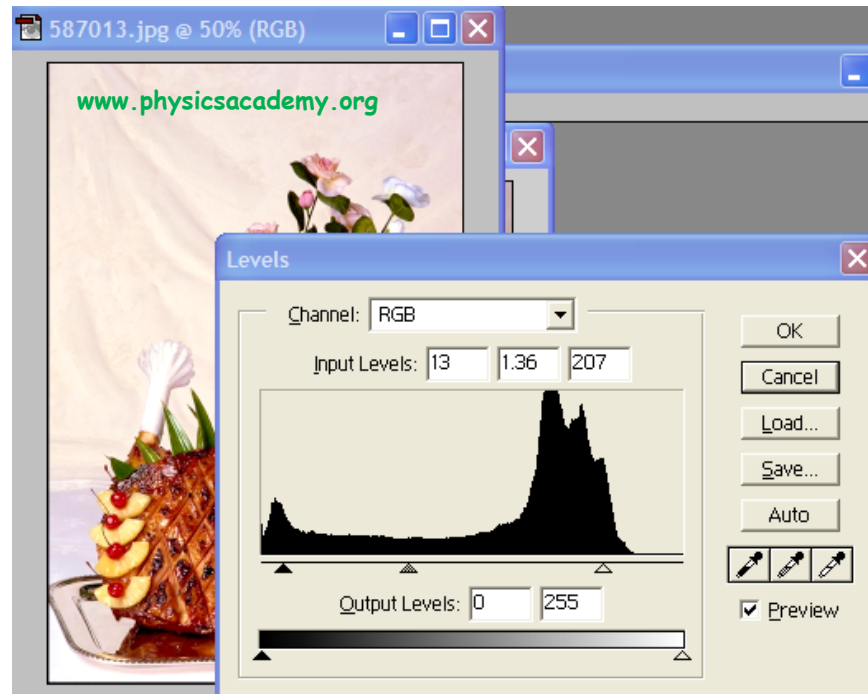 587013.jpg @ 50% (RGB)
www.physicsacademy.org
Levels
Channel: RGB
OK
Input Levels: 13 1.36 207
Cancel
Load...
Save...
Auto
Output Levels: 0 255
Preview